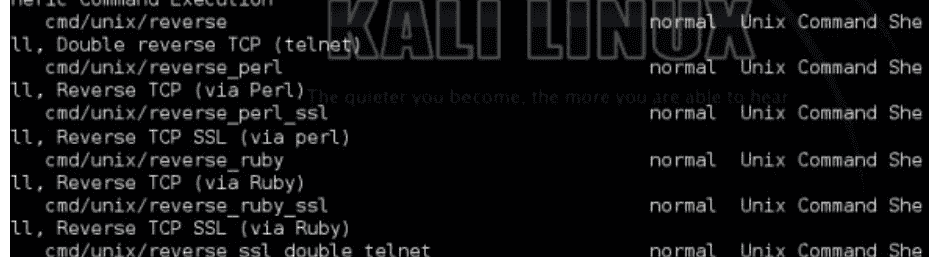 neric Command Execution
cmd/unix/reverse normal Unix Command She
ll, Double reverse TCP (telnet)
cmd/unix/reverse_perl normal Unix Command She
ll, Reverse TCP (via Perl)
cmd/unix/reverse_perl_ssl normal Unix Command She
ll, Reverse TCP SSL (via perl)
cmd/unix/reverse_ruby normal Unix Command She
ll, Reverse TCP (via Ruby)
cmd/unix/reverse_ruby_ssl normal Unix Command She
ll, Reverse TCP SSL (via Ruby)
cmd/unix/reverse_ssl_double_telnet normal Unix Command She
KALI LINUX
The quieter you become, the more you are able to hear